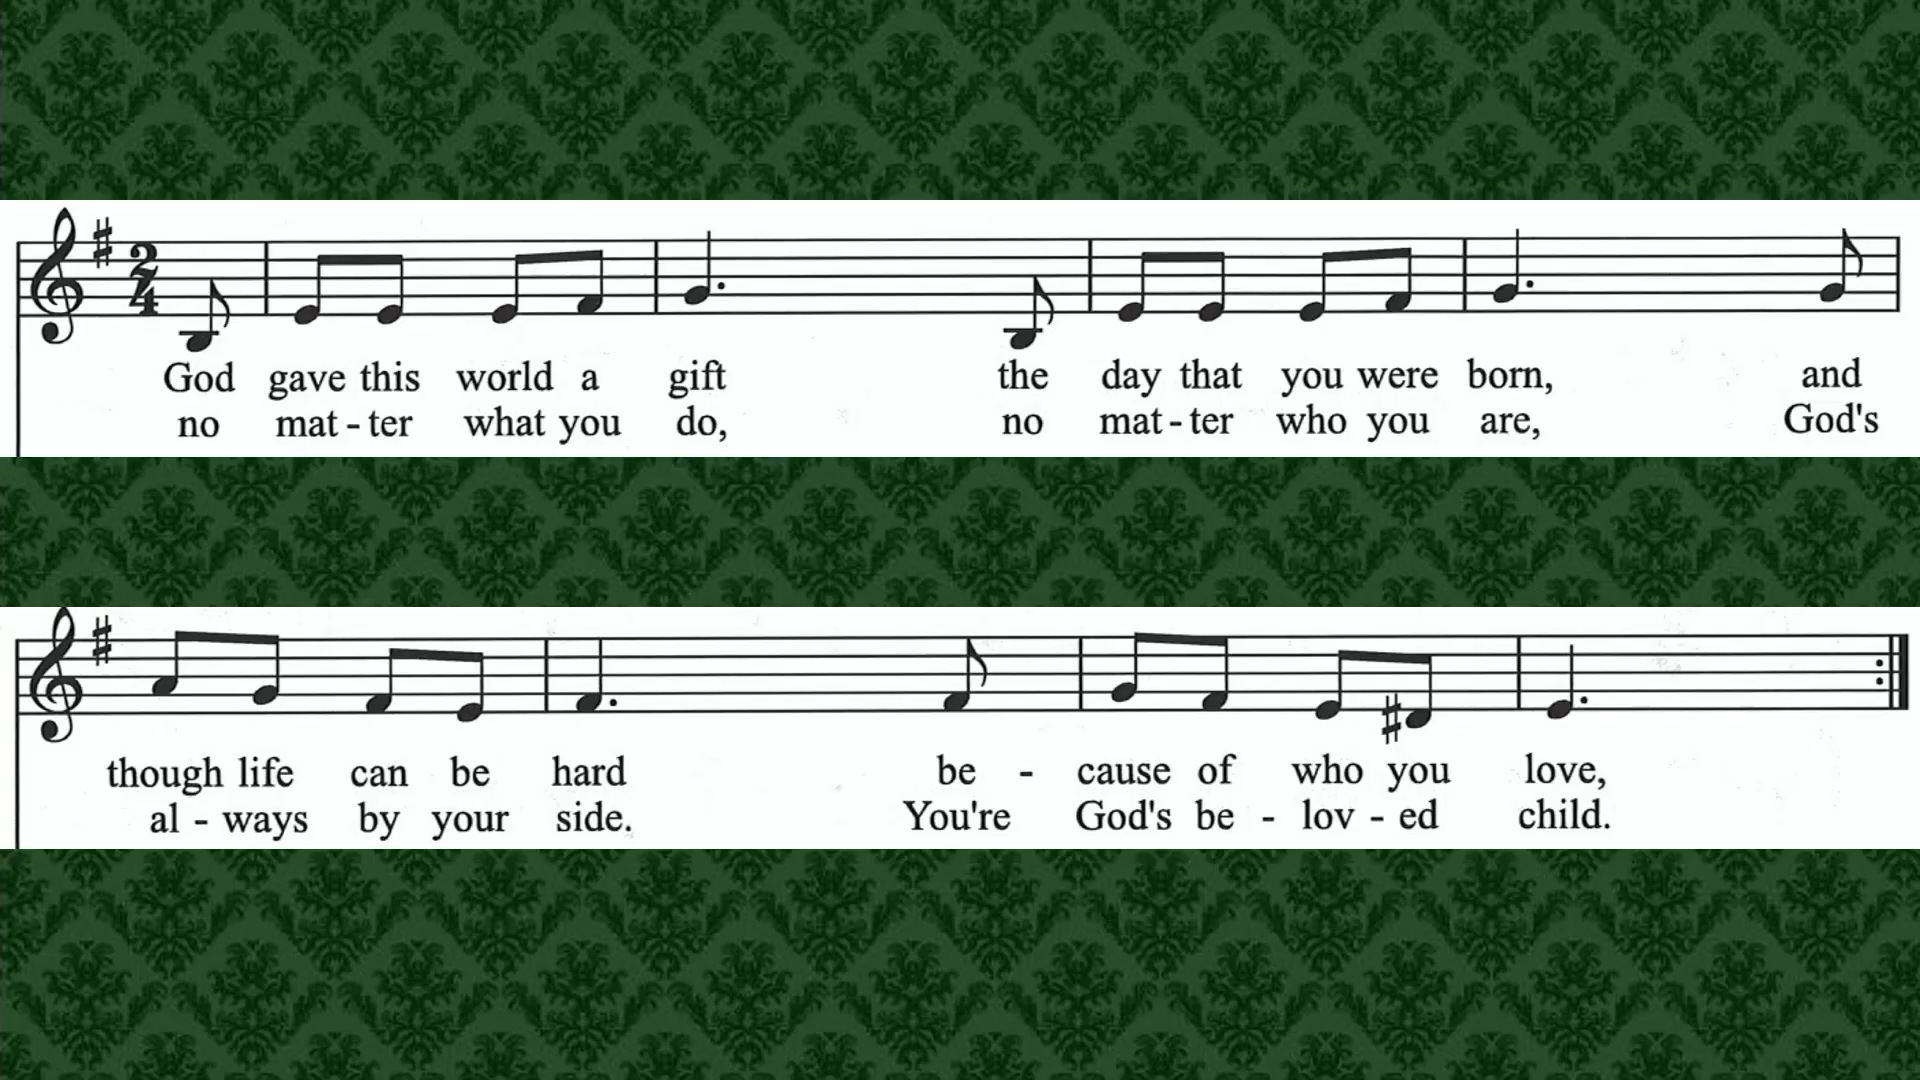 God gave this world a gift the day that you were born, and
no mat - ter what you do, no mat - ter who you are, God's
though life can be hard be - cause of who you love,
al - ways by your side. You're God's be - lov - ed child.